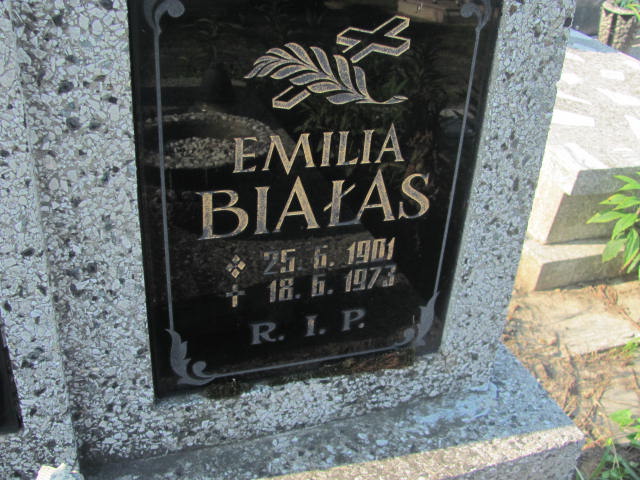 EMILIA
BIAŁAS
25. 6. 1901
18. 6. 1973
R. I. P.